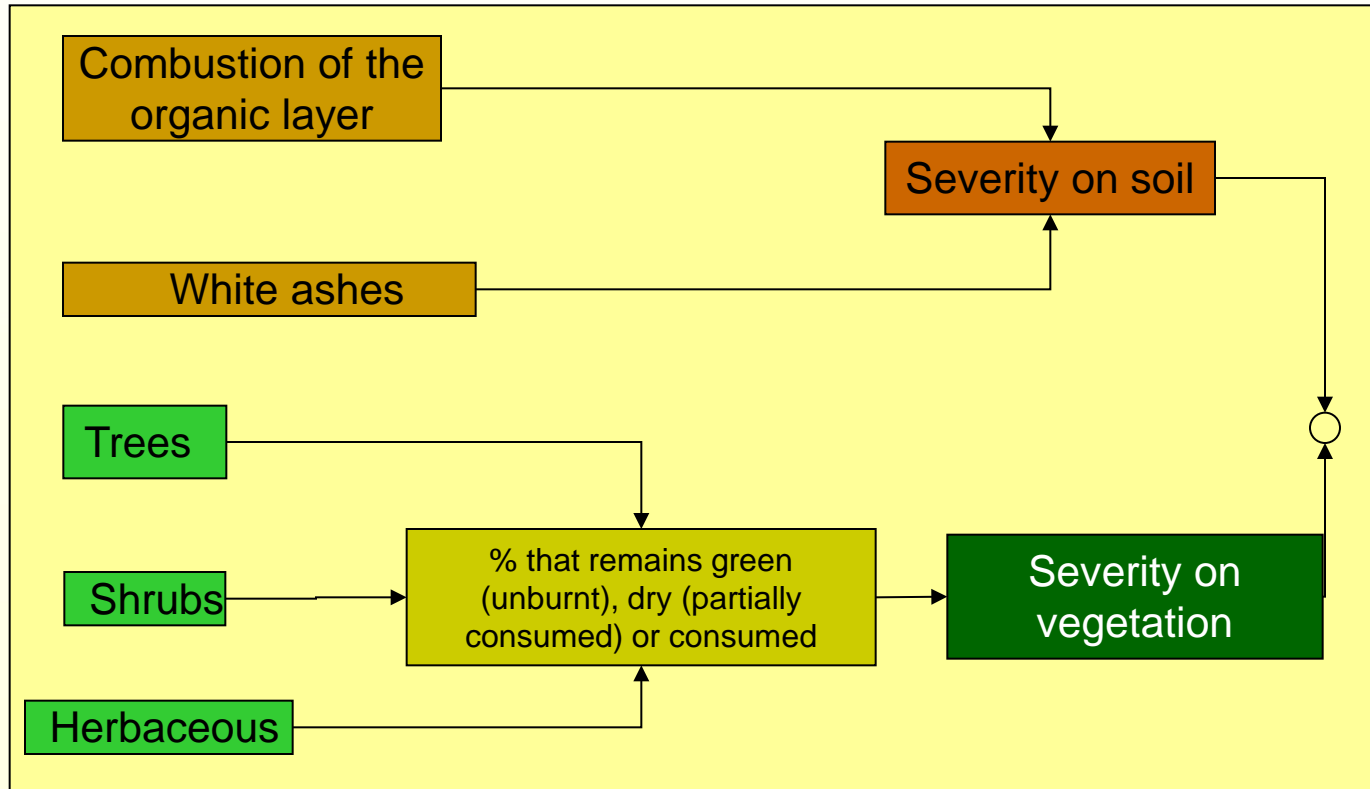 Combustion of the
organic layer
Severity on soil
White ashes
Trees
Shrubs
% that remains green
(unburnt), dry (partially
consumed) or consumed
Severity on
vegetation
Herbaceous